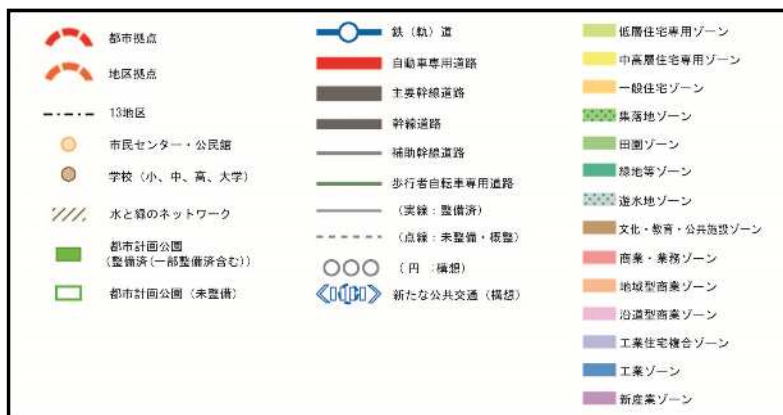 都市拠点
地区拠点
13地区
市民センター・公民館
学校（小、中、高、大学）
水と緑のネットワーク
都市計画公園
（整備済（一部整備済含む））
都市計画公園（未整備）
鉄（軌）道
自動車専用道路
主要幹線道路
幹線道路
補助幹線道路
歩行者自転車専用道路
（実線：整備済）
（点線：未整備・概整）
（円　：構想）
新たな公共交通（構想）
低層住宅専用ゾーン
中高層住宅専用ゾーン
一般住宅ゾーン
集落地ゾーン
田園ゾーン
緑地等ゾーン
遊水地ゾーン
文化・教育・公共施設ゾーン
商業・業務ゾーン
地域型商業ゾーン
沿道型商業ゾーン
工業住宅複合ゾーン
工業ゾーン
新産業ゾーン